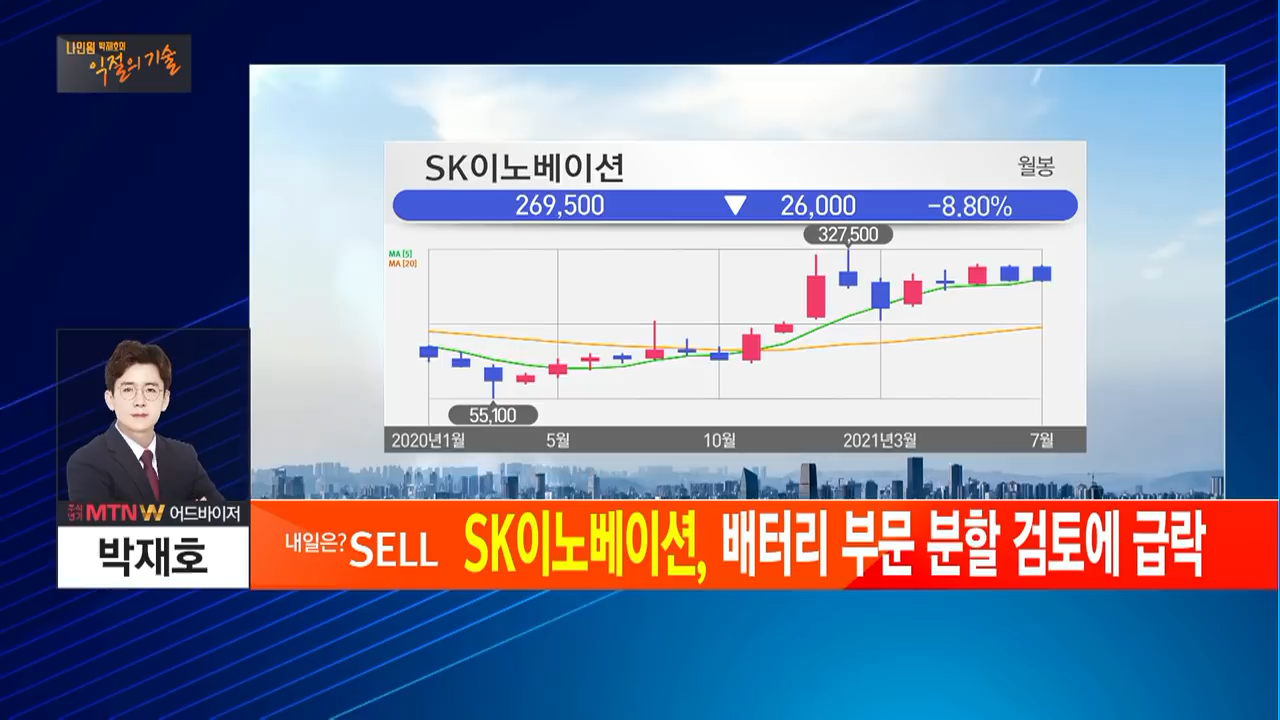 나민원 박재호의
익절의 기술
SK이노베이션
월봉
269,500 ▼ 26,000 -8.80%
327,500
MA [5]
MA [20]
55,100
2020년1월 5월 10월 2021년3월 7월
MTNW 어드바이저
박재호
내일은? SELL SK이노베이션, 배터리 부문 분할 검토에 급락